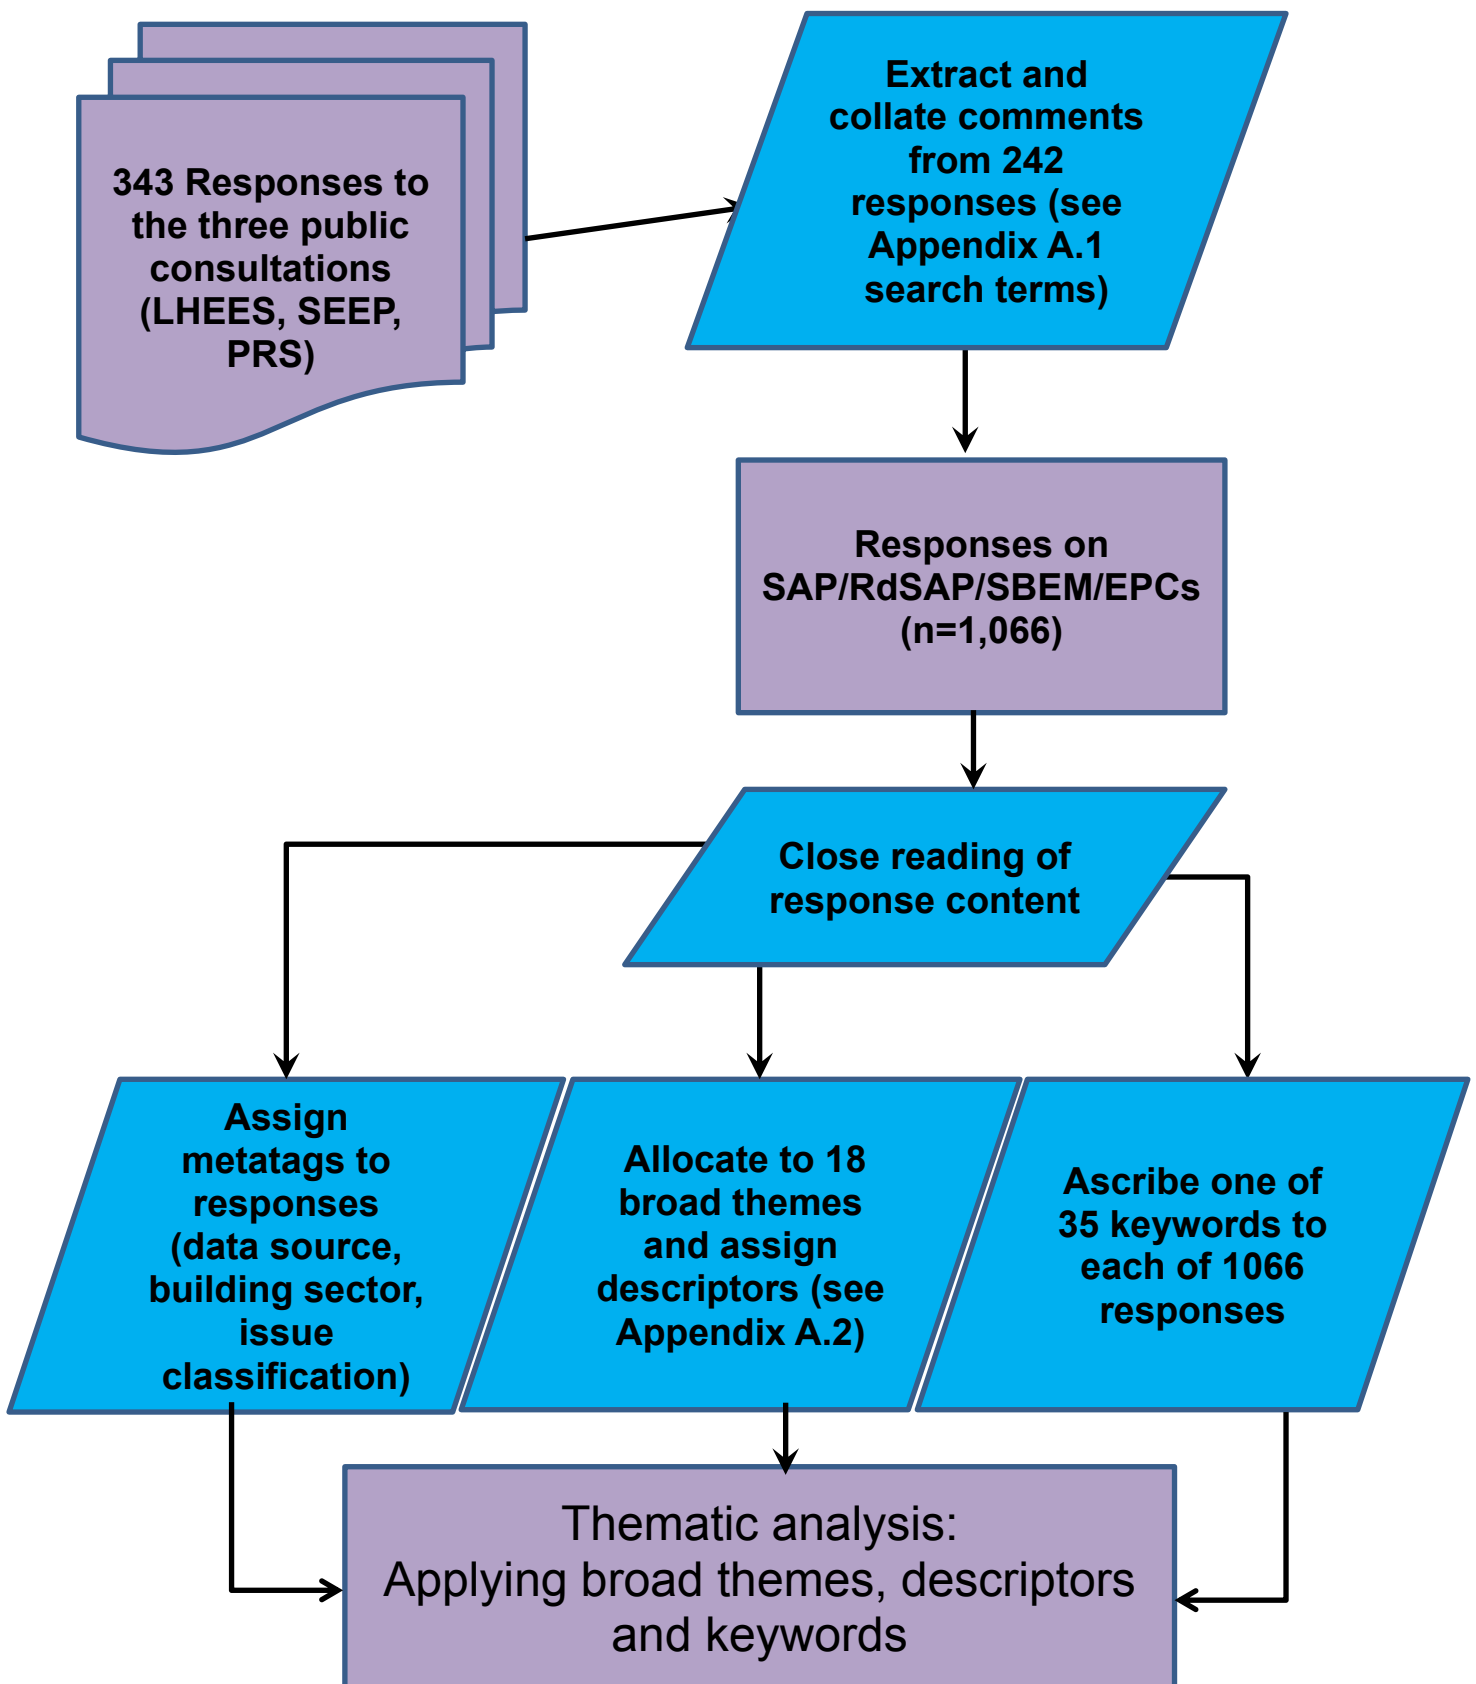 343 Responses to
the three public
consultations
(LHEES, SEEP,
PRS)
Extract and
collate comments
from 242
responses (see
Appendix A.1
search terms)
Responses on
SAP/RdSAP/SBEM/EPCs
(n=1,066)
Close reading of
response content
Assign
metatags to
responses
(data source,
building sector,
issue
classification)
Allocate to 18
broad themes
and assign
descriptors (see
Appendix A.2)
Ascribe one of
35 keywords to
each of 1066
responses
Thematic analysis:
Applying broad themes, descriptors
and keywords